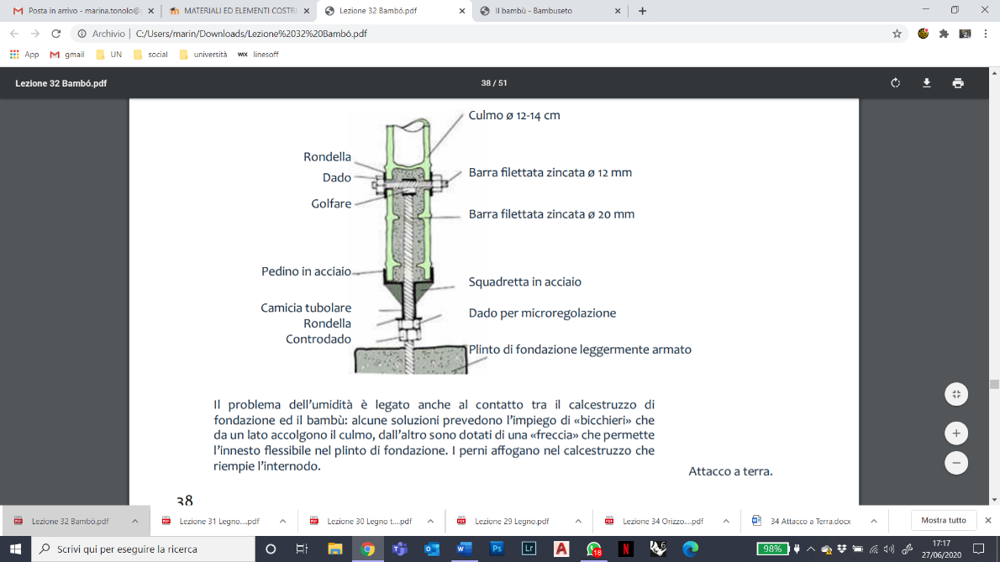 Posta in arrivo - marina.tonolo@
MATERIALI ED ELEMENTI COSTRU
Lezione 32 Bambó.pdf
Il bambù - Bambuseto
Archivio | C:/Users/marin/Downloads/Lezione%2032%20Bambó.pdf
App
gmail
UN
social
università
WIX linesoff
Lezione 32 Bambó.pdf
38 / 51
Culmo ø 12-14 cm
Rondella
Dado
Barra filettata zincata ø 12 mm
Golfare
Barra filettata zincata ø 20 mm
Pedino in acciaio
Squadretta in acciaio
Camicia tubolare
Dado per microregolazione
Rondella
Controdado
Plinto di fondazione leggermente armato
Il problema dell'umidità è legato anche al contatto tra il calcestruzzo di
fondazione ed il bambù: alcune soluzioni prevedono l'impiego di «bicchieri» che
da un lato accolgono il culmo, dall'altro sono dotati di una «freccia» che permette
l'innesto flessibile nel plinto di fondazione. I perni affogano nel calcestruzzo che
riempie l'internodo.
Attacco a terra.
38
Lezione 32 Bambó.pdf
Lezione 31 Legno....pdf
Lezione 30 Legno t....pdf
Lezione 29 Legno.pdf
Lezione 34 Orizzo....pdf
34 Attacco a Terra.docx
Mostra tutto
Scrivi qui per eseguire la ricerca
18
6
98%
17:17
27/06/2020